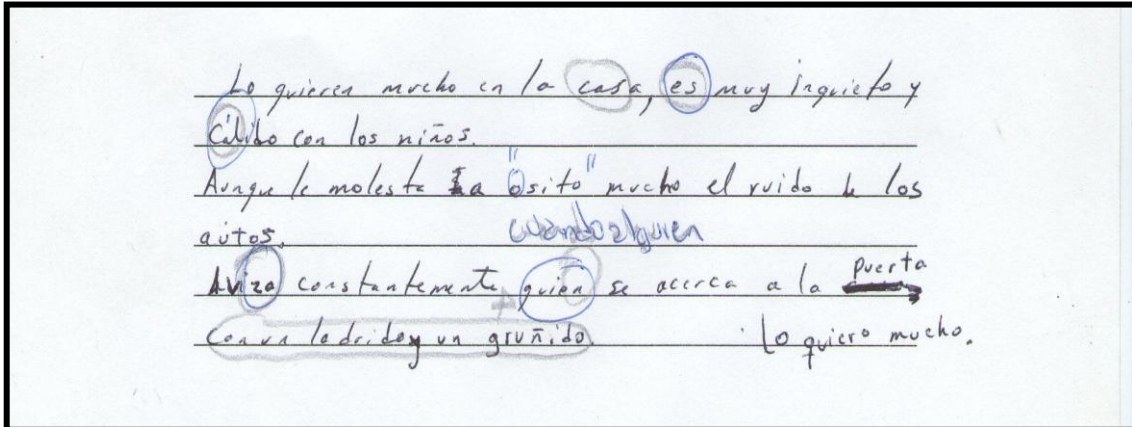 Lo quieren mucho en la casa, es muy inquieto y
Cálido con los niños.
Aunque le molesta a "osito" mucho el ruido de los
autos.
cuando alguien
Aviza constantemente quien se acerca a la puerta
Con un ladrido y un gruñido. Lo quiero mucho.